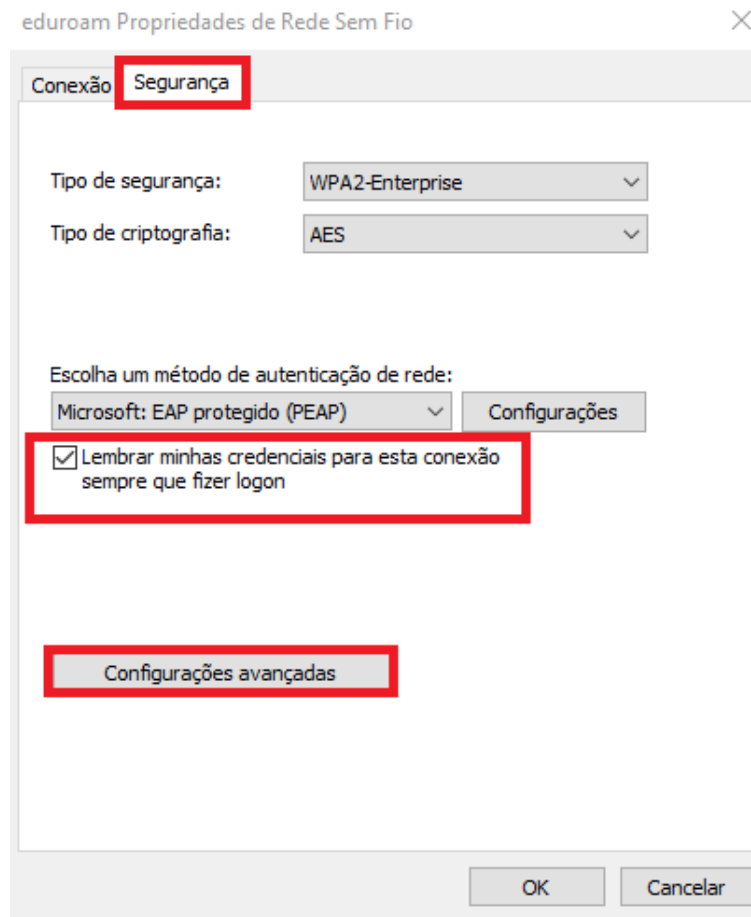 eduroam Propriedades de Rede Sem Fio
Conexão Segurança
Tipo de segurança: WPA2-Enterprise
Tipo de criptografia: AES
Escolha um método de autenticação de rede:
Microsoft: EAP protegido (PEAP) Configurações
Lembrar minhas credenciais para esta conexão
sempre que fizer logon
Configurações avançadas
OK Cancelar